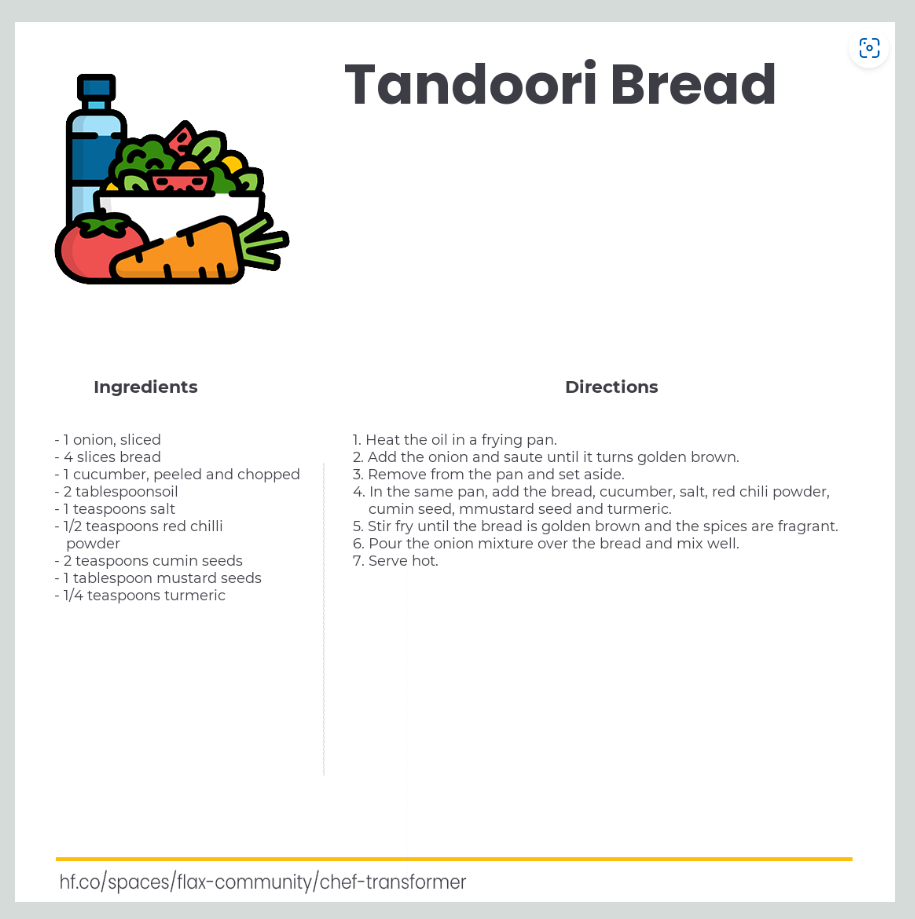 Tandoori Bread
Ingredients
- 1 onion, sliced
- 4 slices bread
- 1 cucumber, peeled and chopped
- 2 tablespoonsoil
- 1 teaspoons salt
- 1/2 teaspoons red chilli
powder
- 2 teaspoons cumin seeds
- 1 tablespoon mustard seeds
- 1/4 teaspoons turmeric
Directions
1. Heat the oil in a frying pan.
2. Add the onion and saute until it turns golden brown.
3. Remove from the pan and set aside.
4. In the same pan, add the bread, cucumber, salt, red chili powder,
cumin seed, mmustard seed and turmeric.
5. Stir fry until the bread is golden brown and the spices are fragrant.
6. Pour the onion mixture over the bread and mix well.
7. Serve hot.
hf.co/spaces/flax-community/chef-transformer